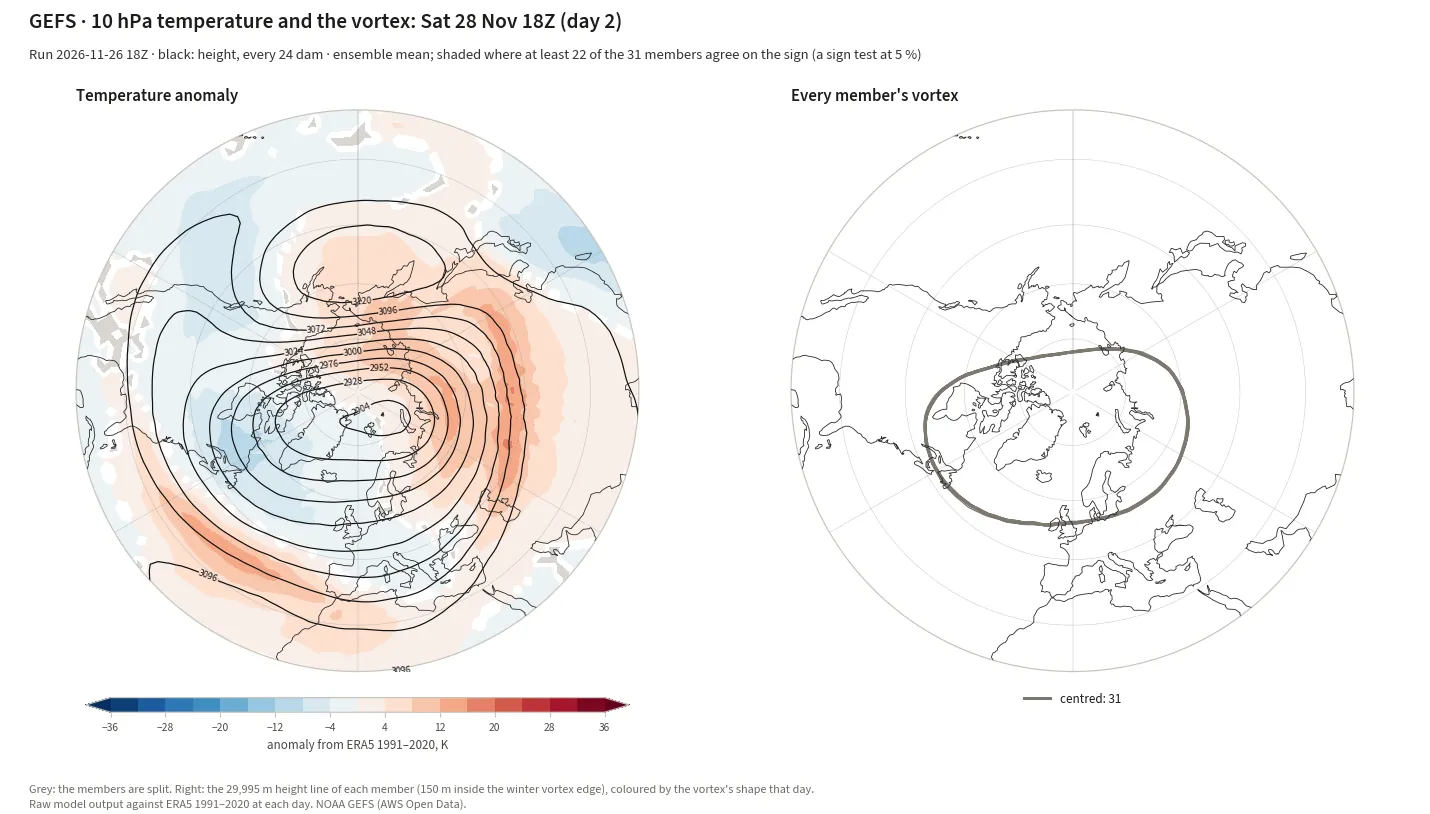 GEFS · 10 hPa temperature and the vortex: Sat 28 Nov 18Z (day 2)
Run 2026-11-26 18Z · black: height, every 24 dam · ensemble mean; shaded where at least 22 of the 31 members agree on the sign (a sign test at 5 %)
Temperature anomaly
Every member's vortex
3120
3096
3072
3048
3024
3000
2976
2952
2928
2904
3096
3096
−36 −28 −20 −12 −4 4 12 20 28 36
anomaly from ERA5 1991–2020, K
centred: 31
Grey: the members are split. Right: the 29,995 m height line of each member (150 m inside the winter vortex edge), coloured by the vortex's shape that day.
Raw model output against ERA5 1991–2020 at each day. NOAA GEFS (AWS Open Data).